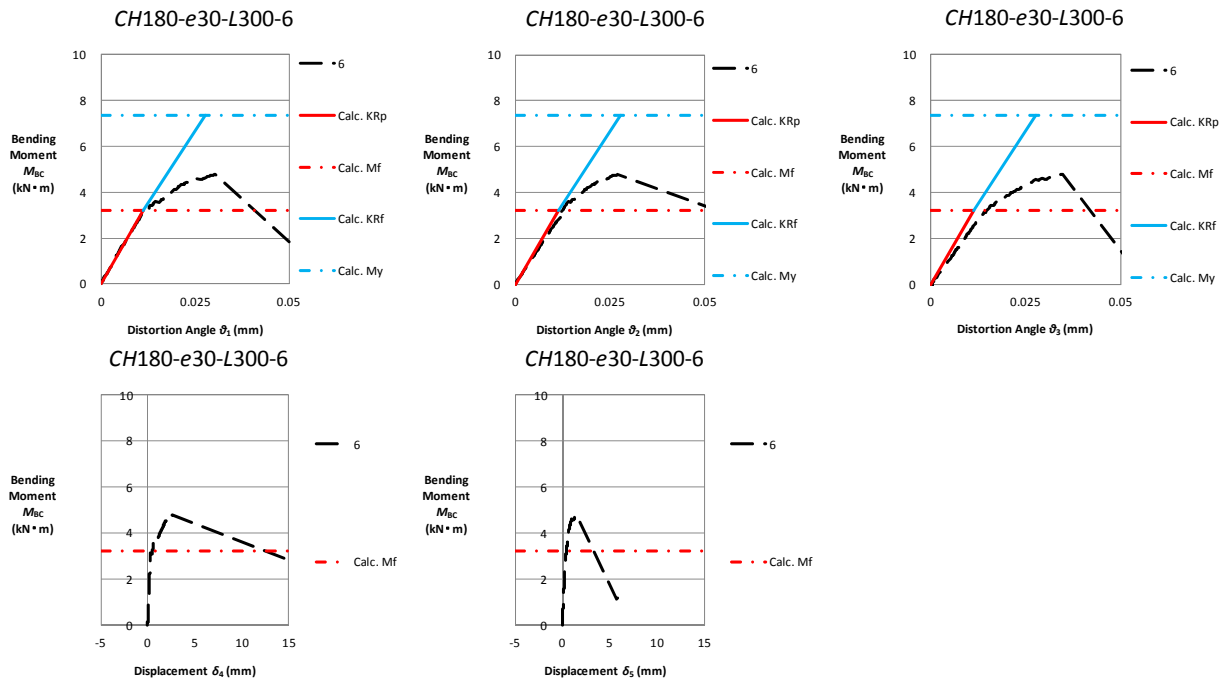 CH180-e30-L300-6
10
8
6
4
2
0
0
0.025
0.05
Bending
Moment
MBC
(kN・m)
Distortion Angle ϑ1 (mm)
6
Calc. KRp
Calc. Mf
Calc. KRf
Calc. My
CH180-e30-L300-6
10
8
6
4
2
0
0
0.025
0.05
Bending
Moment
MBC
(kN・m)
Distortion Angle ϑ2 (mm)
6
Calc. KRp
Calc. Mf
Calc. KRf
Calc. My
CH180-e30-L300-6
10
8
6
4
2
0
0
0.025
0.05
Bending
Moment
MBC
(kN・m)
Distortion Angle ϑ3 (mm)
6
Calc. KRp
Calc. Mf
Calc. KRf
Calc. My
CH180-e30-L300-6
10
8
6
4
2
0
-5
0
5
10
15
Bending
Moment
MBC
(kN・m)
Displacement δ4 (mm)
6
Calc. Mf
CH180-e30-L300-6
10
8
6
4
2
0
-5
0
5
10
15
Bending
Moment
MBC
(kN・m)
Displacement δ5 (mm)
6
Calc. Mf